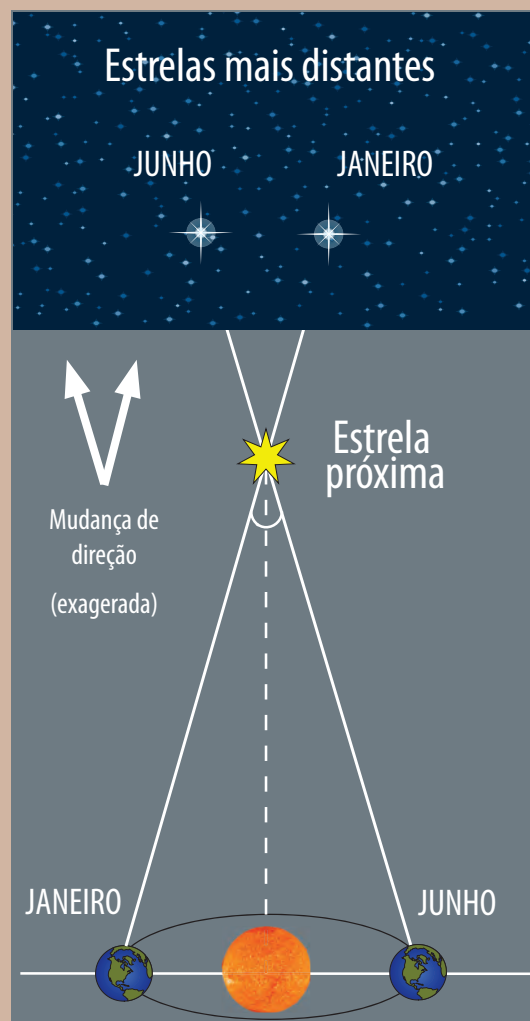 Estrelas mais distantes
JUNHO
JANEIRO
Estrela
próxima
Mudança de
direção
(exagerada)
JANEIRO
JUNHO